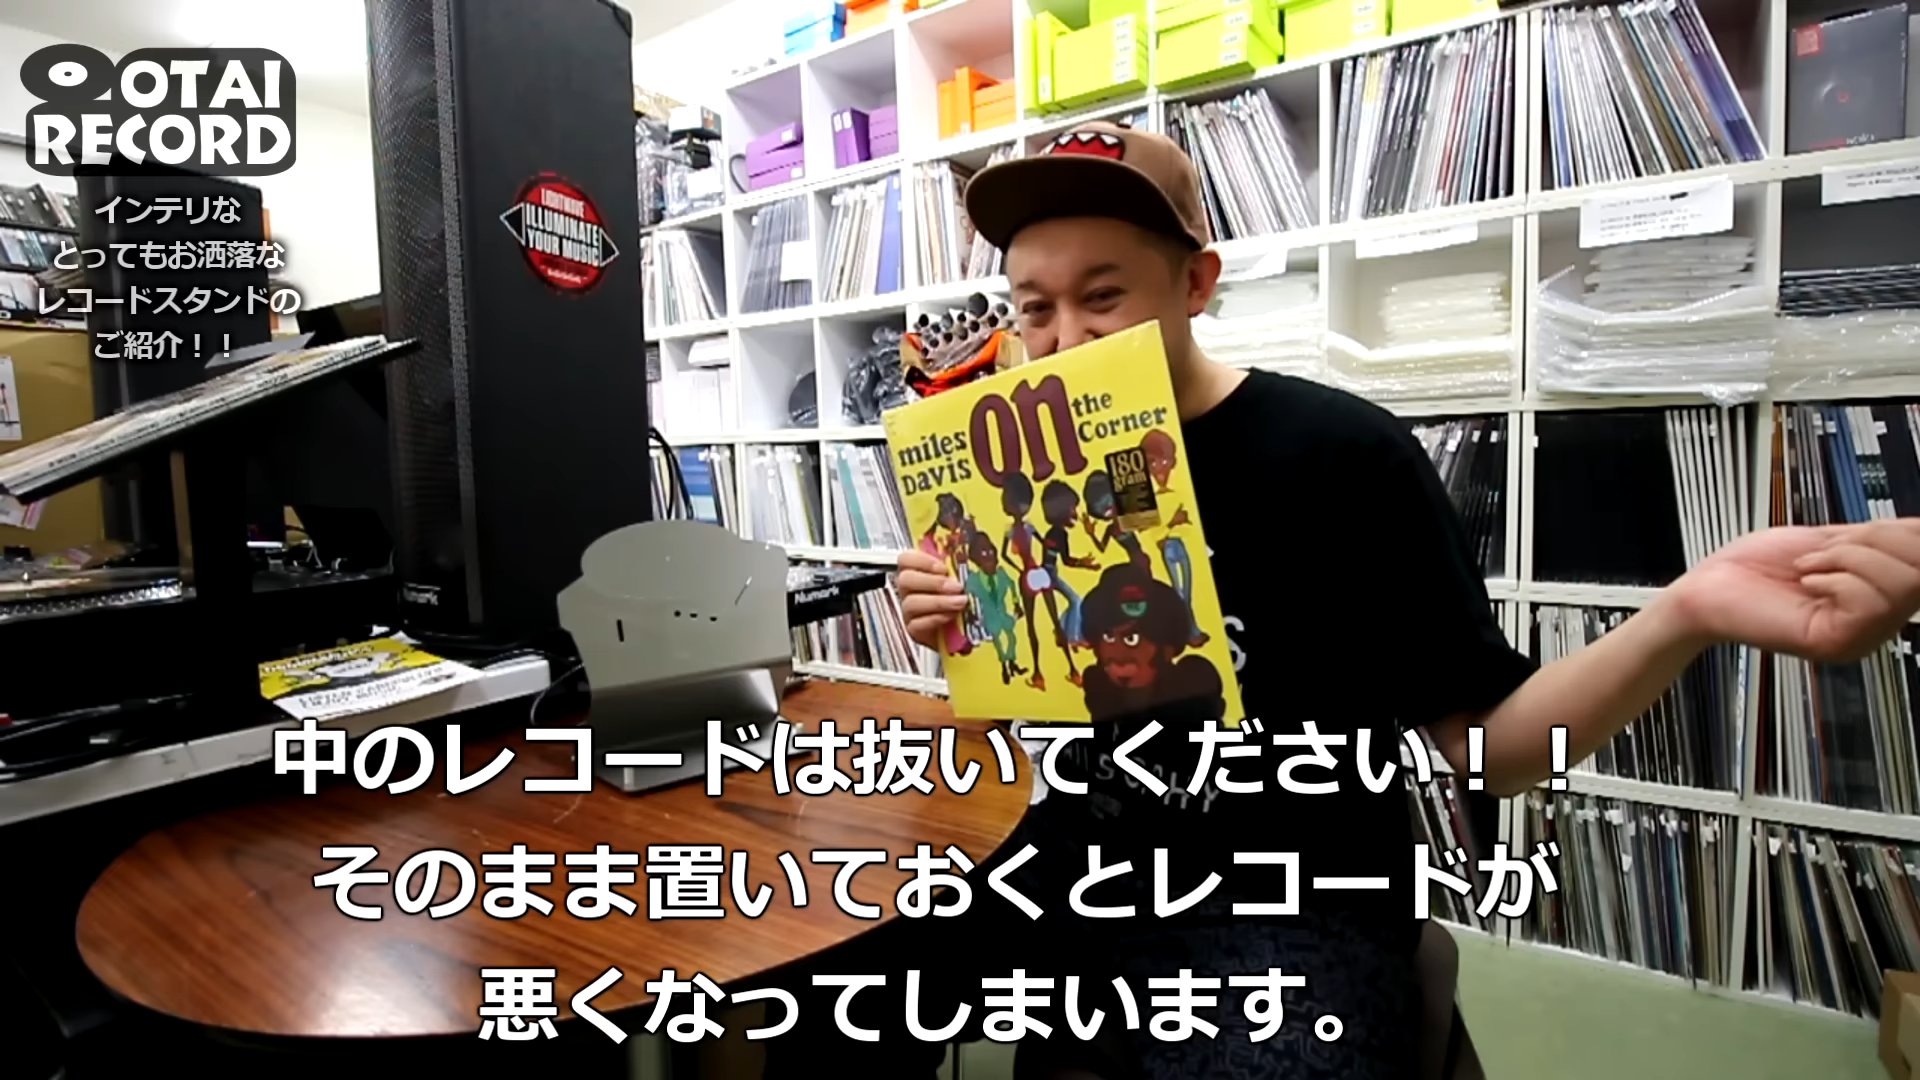 OTAI
RECORD
インテリな
とってもお洒落な
レコードスタンドの
ご紹介！！
LIGHTWAVE
ILLUMINATE
YOUR MUSIC
Numark
Numark
miles
Davis
on
the
Corner
180
gram
中のレコードは抜いてください！！
そのまま置いておくとレコードが
悪くなってしまいます。